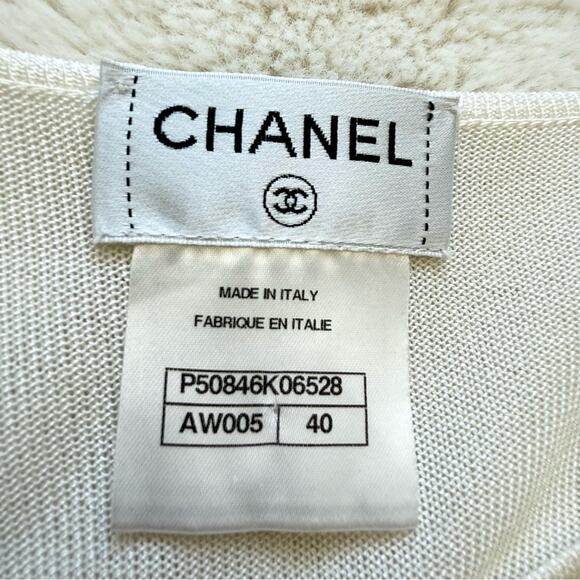 CHANEL
MADE IN ITALY
FABRIQUE EN ITALIE
P50846K06528
AW005 40